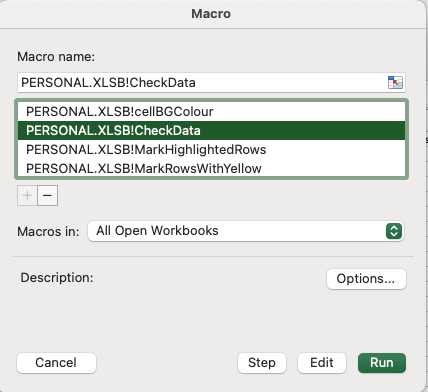 Macro
Macro name:
PERSONAL.XLSB!CheckData
PERSONAL.XLSB!cellBGColour
PERSONAL.XLSB!CheckData
PERSONAL.XLSB!MarkHighlightedRows
PERSONAL.XLSB!MarkRowsWithYellow
+ −
Macros in: All Open Workbooks
Description:
Options...
Cancel Step Edit Run